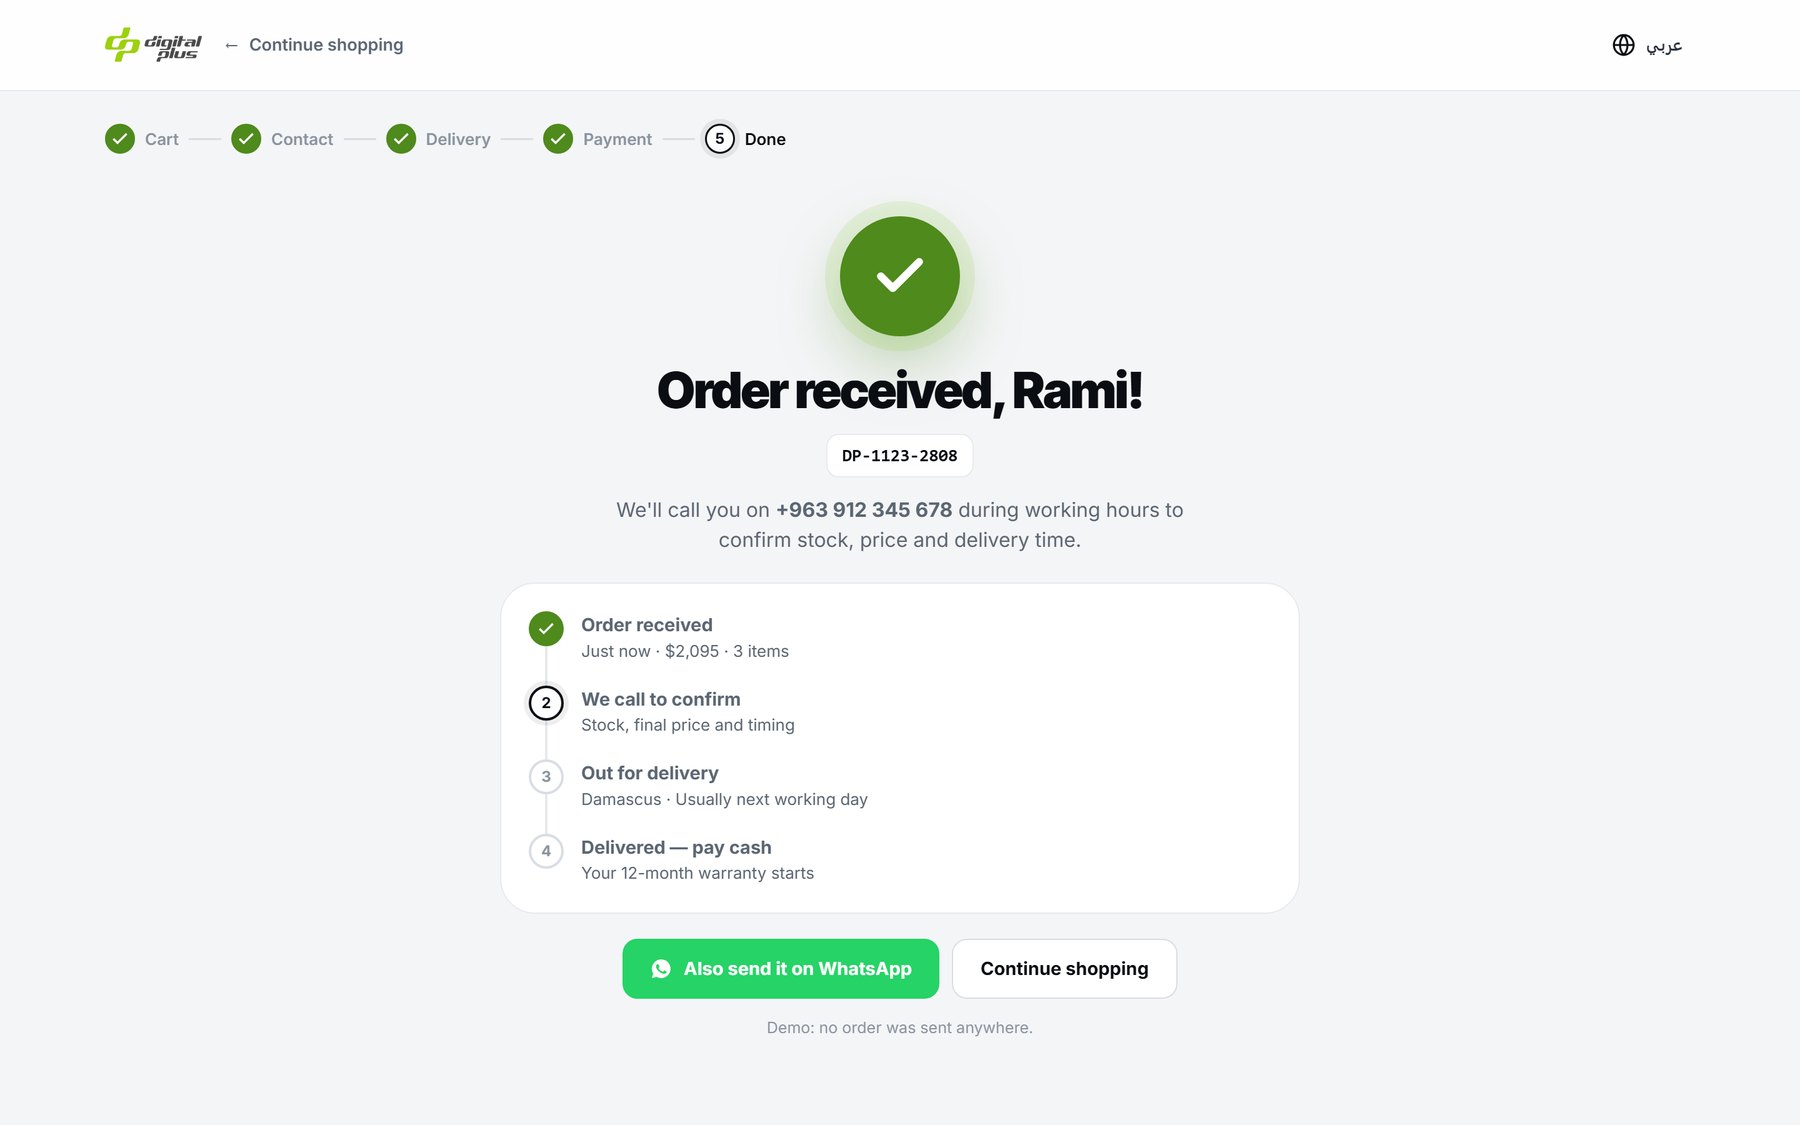 digital plus
← Continue shopping
عربي
Cart
Contact
Delivery
Payment
5 Done
Order received, Rami!
DP-1123-2808
We'll call you on +963 912 345 678 during working hours to
confirm stock, price and delivery time.
Order received
Just now · $2,095 · 3 items
2 We call to confirm
Stock, final price and timing
3 Out for delivery
Damascus · Usually next working day
4 Delivered — pay cash
Your 12-month warranty starts
Also send it on WhatsApp
Continue shopping
Demo: no order was sent anywhere.